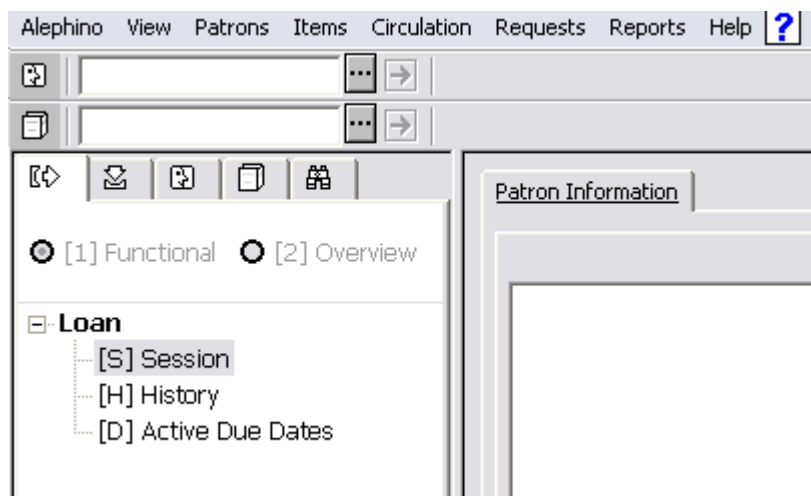 Alephino View Patrons Items Circulation Requests Reports Help ?
...
...
Patron Information
[1] Functional [2] Overview
Loan
[S] Session
[H] History
[D] Active Due Dates